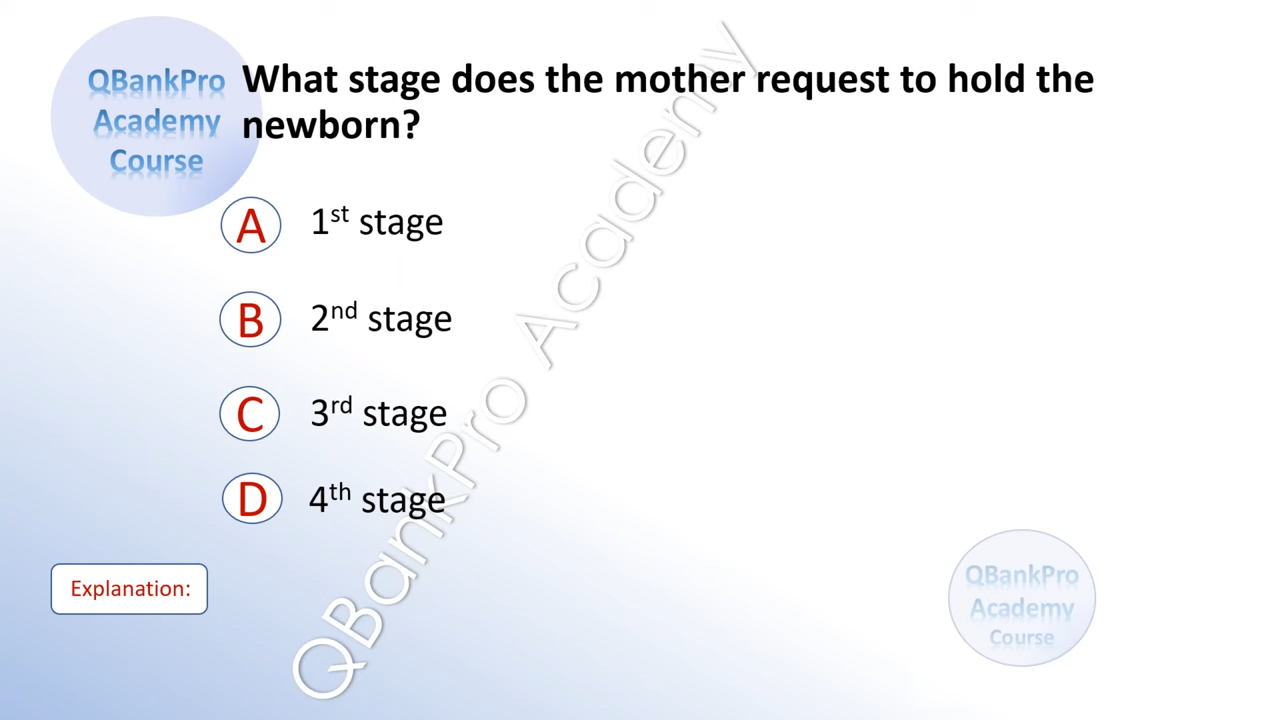 QBankPro
Academy
Course
What stage does the mother request to hold the
newborn?
A 1st stage
B 2nd stage
C 3rd stage
D 4th stage
Explanation:
QBankPro Academy
QBankPro
Academy
Course